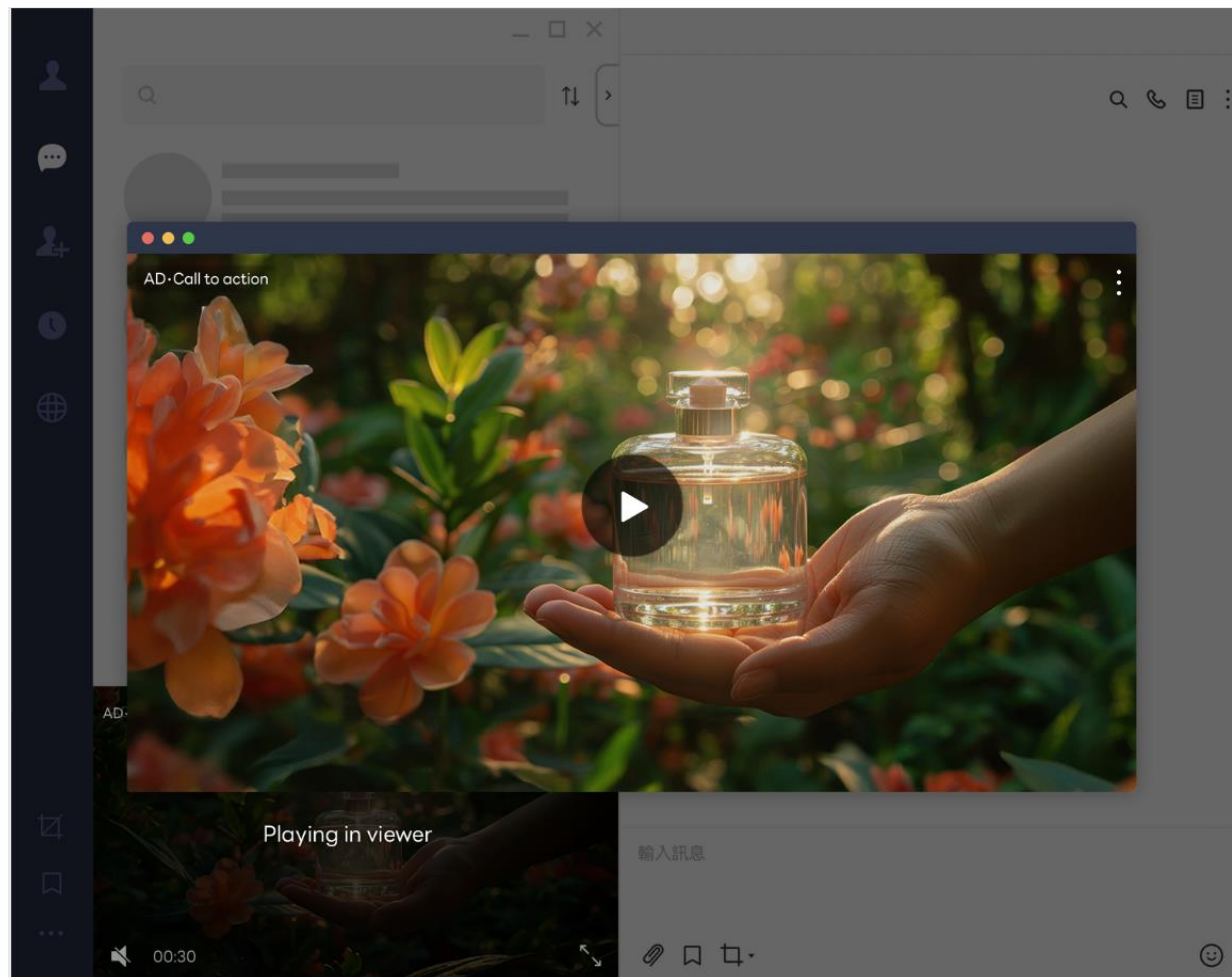 AD·Call to action
AD·
Playing in viewer
輸入訊息
00:30